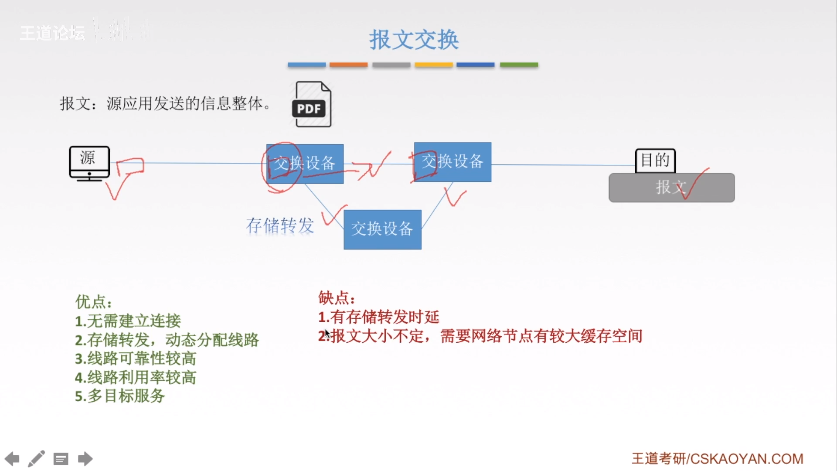 王道论坛
报文交换
报文：源应用发送的信息整体。
PDF
源
交换设备
交换设备
目的
报文
存储转发
交换设备
优点：
1.无需建立连接
2.存储转发，动态分配线路
3.线路可靠性较高
4.线路利用率较高
5.多目标服务
缺点：
1.有存储转发时延
2.报文大小不定，需要网络节点有较大缓存空间
王道考研/CSKAOYAN.COM